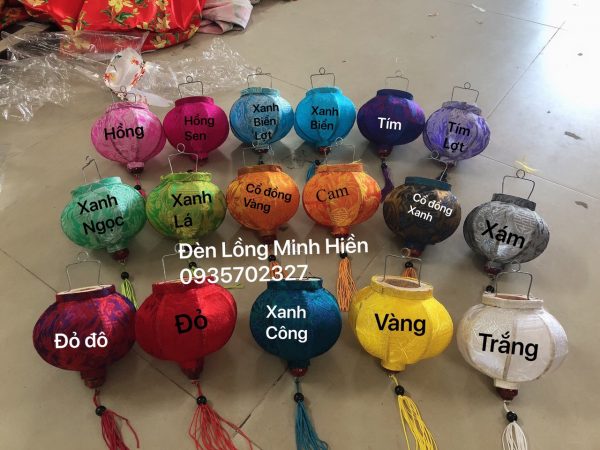 Hồng
Hồng
Sen
Xanh
Biển
Lợt
Xanh
Biển
Tím
Tím
Lợt
Xanh
Ngọc
Xanh
Lá
Cổ đồng
Vàng
Cam
Cổ đồng
Xanh
Xám
Đèn Lồng Minh Hiền
0935702327
Đỏ đô
Đỏ
Xanh
Công
Vàng
Trắng